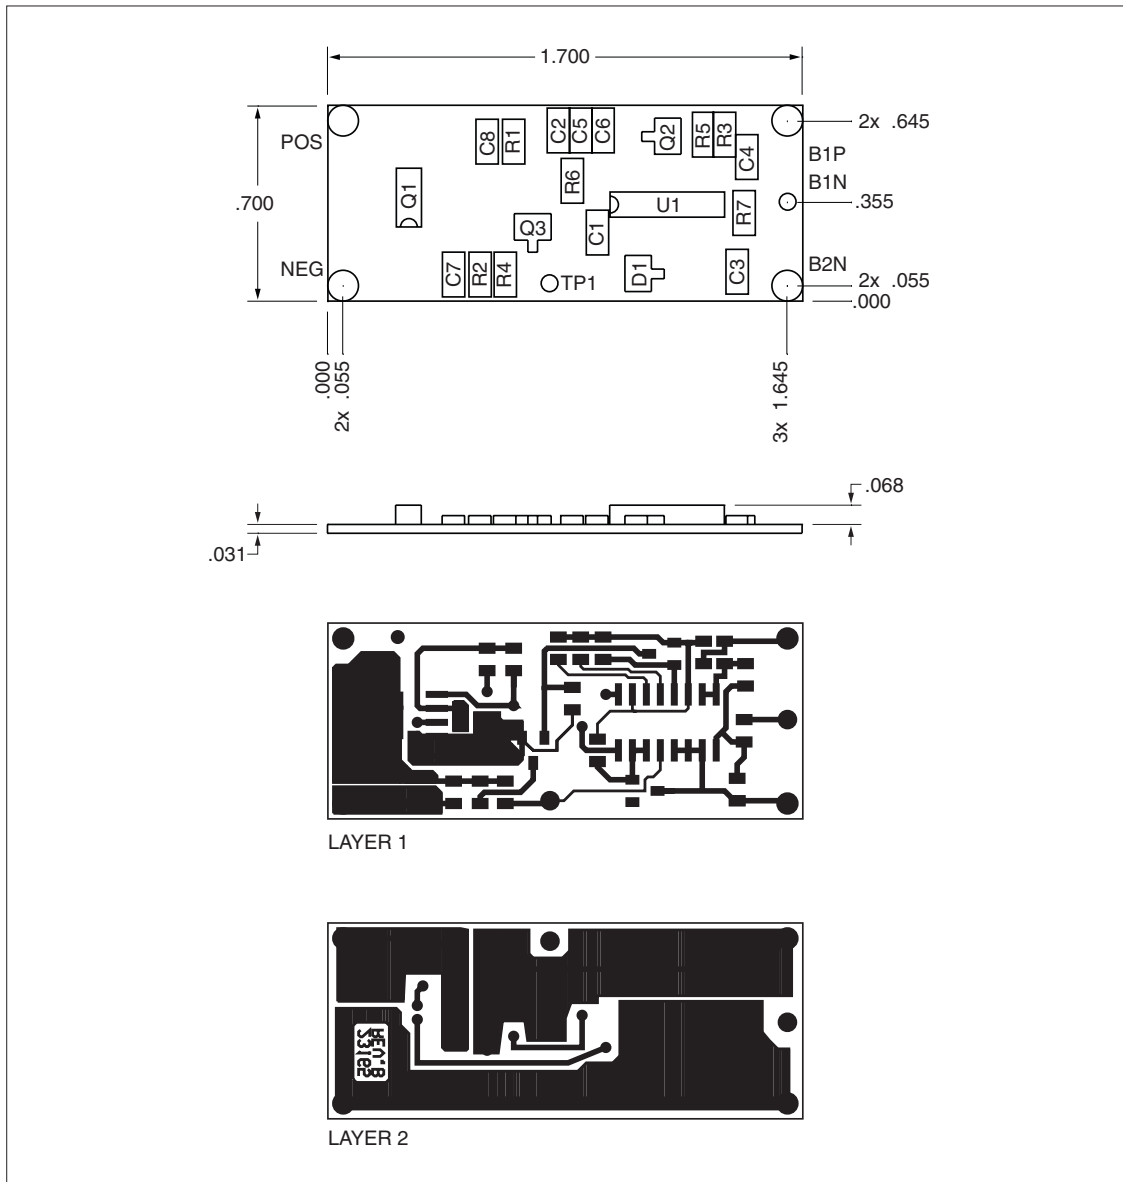 1.700
POS
.700
NEG
C8
R1
C2
C5
C6
Q2
R5
R3
C4
Q1
R6
U1
R7
Q3
C1
C7
R2
R4
TP1
D1
C3
2x .645
B1P
B1N
.355
B2N
2x .055
.000
.000
2x .055
3x 1.645
.068
.031
LAYER 1
REV.B
23165
LAYER 2